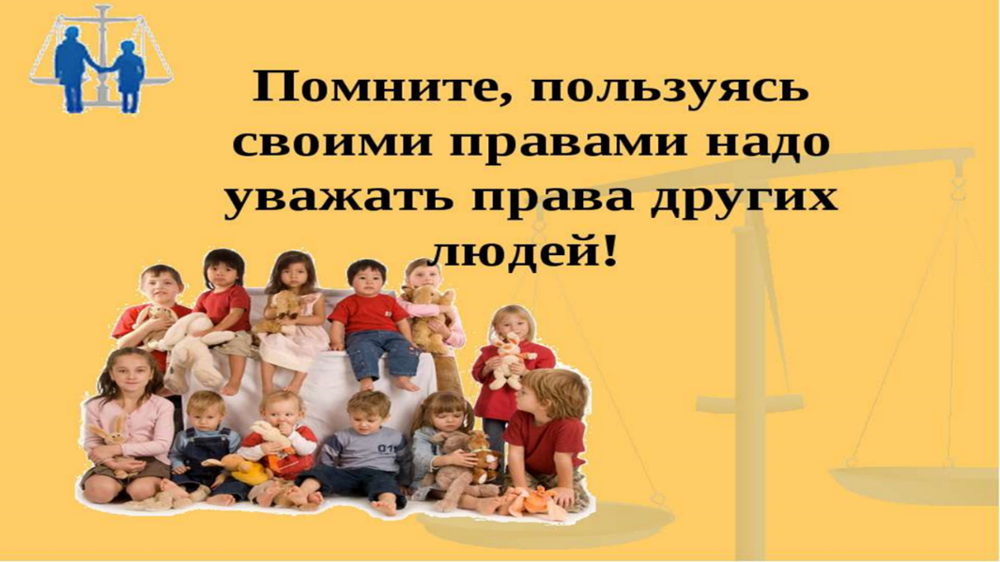 Помните, пользуясь
своими правами надо
уважать права других
людей!